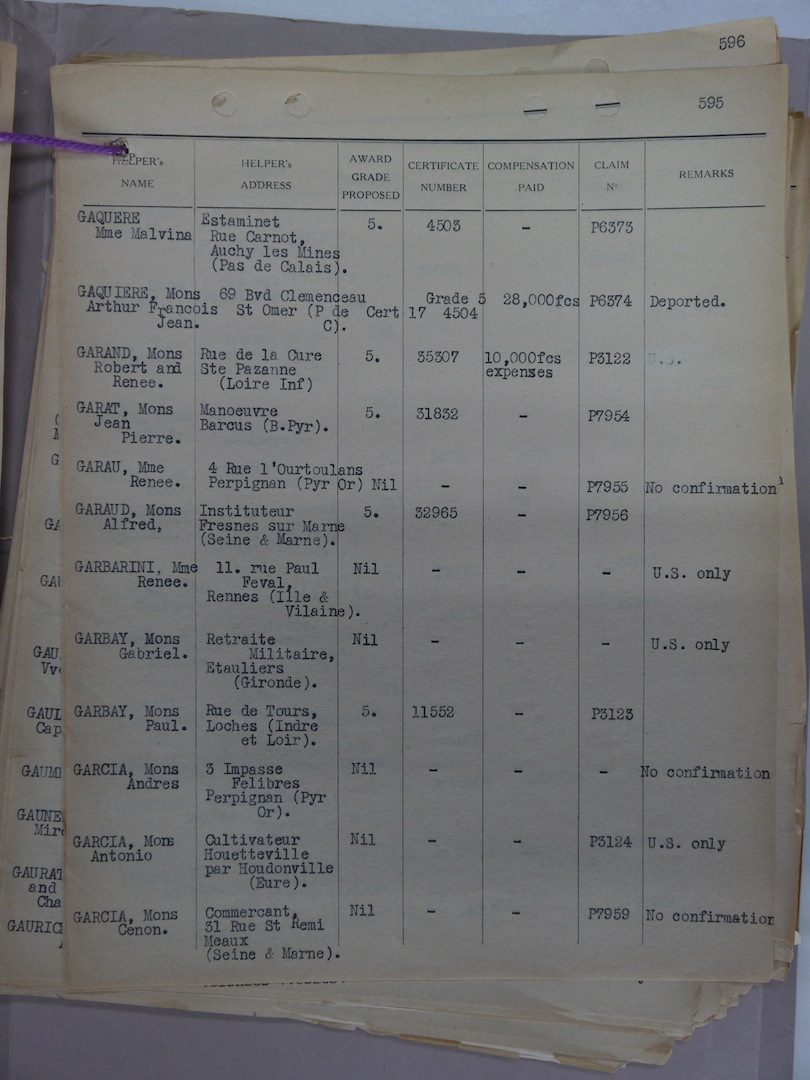 596
595
HELPER's NAME | HELPER's ADDRESS | AWARD GRADE PROPOSED | CERTIFICATE NUMBER | COMPENSATION PAID | CLAIM N° | REMARKS
GAQUERE Estaminet 5. 4503 - P6373
Mme Malvina Rue Carnot,
Auchy les Mines
(Pas de Calais).
GAQUIERE, Mons 69 Bvd Clemenceau Grade 5 28,000fcs P6374 Deported.
Arthur Francois St Omer (P de Cert 17 4504
Jean. C).
GARAND, Mons Rue de la Cure 5. 35307 10,000fcs P3122
Robert and Ste Pazanne expenses
Renee. (Loire Inf)
GARAT, Mons Manoeuvre 5. 31832 - P7954
Jean Barcus (B.Pyr).
Pierre.
GARAU, Mme 4 Rue l'Ourtoulans
Renee. Perpignan (Pyr Or) Nil - - P7955 No confirmation
GARAUD, Mons Instituteur 5. 32965 - P7956
Alfred, Fresnes sur Marne
(Seine & Marne).
GARBARINI, Mme 11. rue Paul Nil - - - U.S. only
Renee. Feval,
Rennes (Ille &
Vilaine).
GARBAY, Mons Retraite Nil - - - U.S. only
Gabriel. Militaire,
Etauliers
(Gironde).
GARBAY, Mons Rue de Tours, 5. 11552 - P3123
Paul. Loches (Indre
et Loir).
GARCIA, Mons 3 Impasse Nil - - - No confirmation
Andres Felibres
Perpignan (Pyr
Or).
GARCIA, Mons Cultivateur Nil - - P3124 U.S. only
Antonio Houetteville
par Houdonville
(Eure).
GARCIA, Mons Commercant, Nil - - P7959 No confirmation
Cenon. 31 Rue St Remi
Meaux
(Seine & Marne).